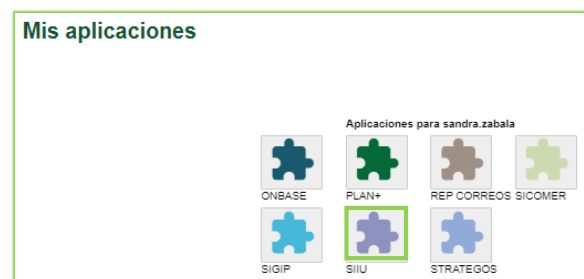 Mis aplicaciones
Aplicaciones para sandra.zabala
ONBASE PLAN+ REP CORREOS SICOMER
SIGIP SIIU STRATEGOS